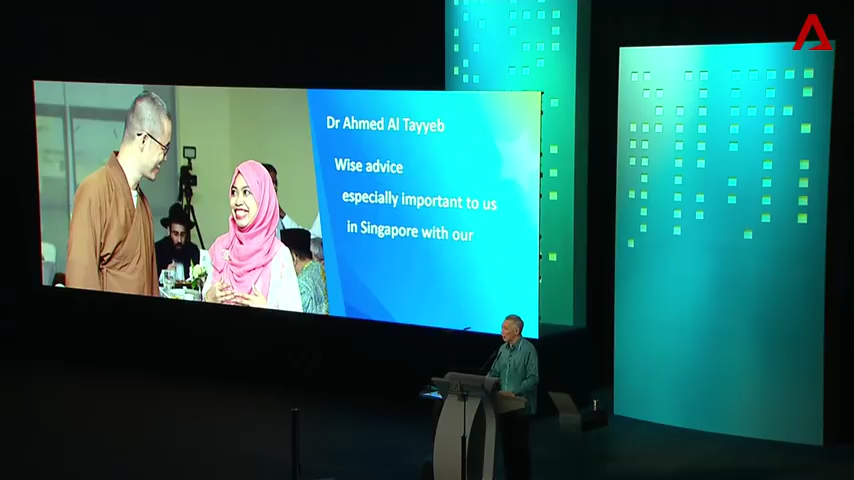 Dr Ahmed Al Tayyeb
Wise advice
especially important to us
in Singapore with our